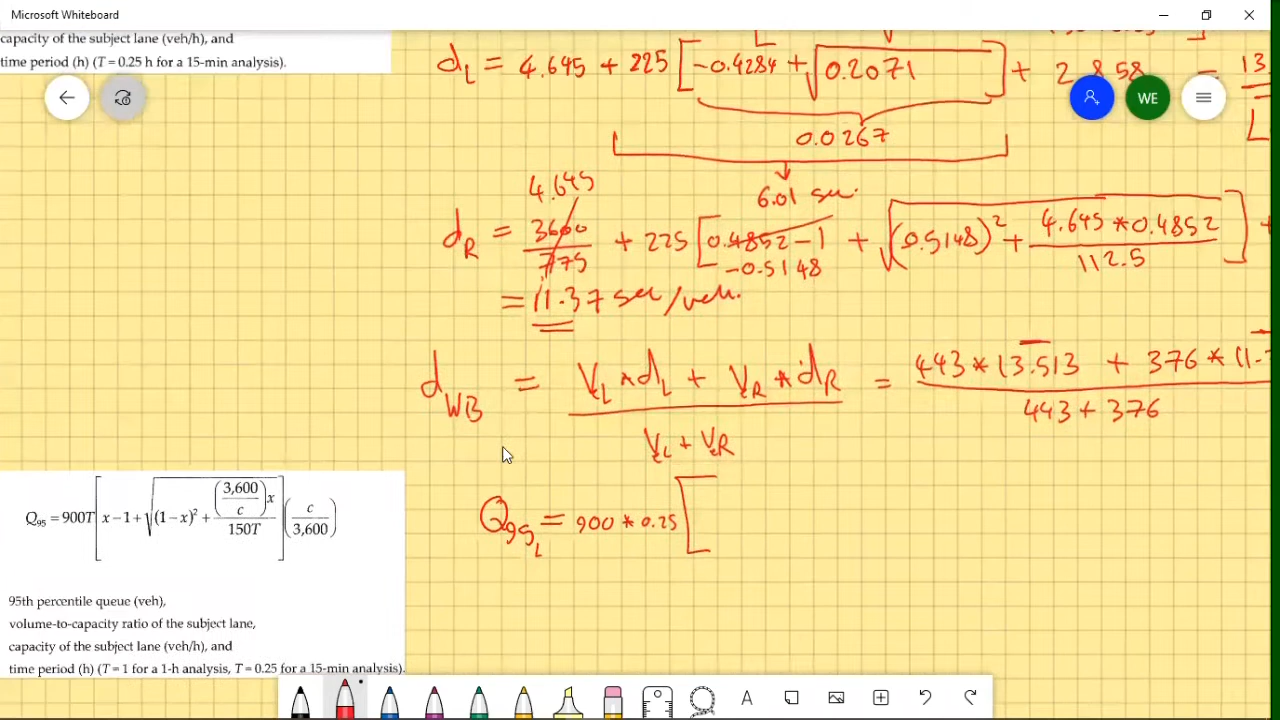 Microsoft Whiteboard
capacity of the subject lane (veh/h), and
time period (h) (T = 0.25 h for a 15-min analysis).
d_L = 4.645 + 225 [ -0.4284 + √0.2071 ] + 2.858 = 13.
0.0267
6.01 sec.
WE
4.645
d_R = 3600/775 + 225 [ 0.4852 - 1 + √( (0.5148)² + 4.645 * 0.4852 / 112.5 ) ] +
-0.5148
= 11.37 sec/veh.
d_WB = (V_L * d_L + V_R * d_R) / (V_L + V_R) = (443 * 13.513 + 376 * 11. / (443 + 376)
Q₉₅ = 900T [ x - 1 + √( (1 - x)² + (3,600/c) x / 150T ) ] (c / 3,600)
Q_95L = 900 * 0.25 [
95th percentile queue (veh),
volume-to-capacity ratio of the subject lane,
capacity of the subject lane (veh/h), and
time period (h) (T = 1 for a 1-h analysis, T = 0.25 for a 15-min analysis).
A